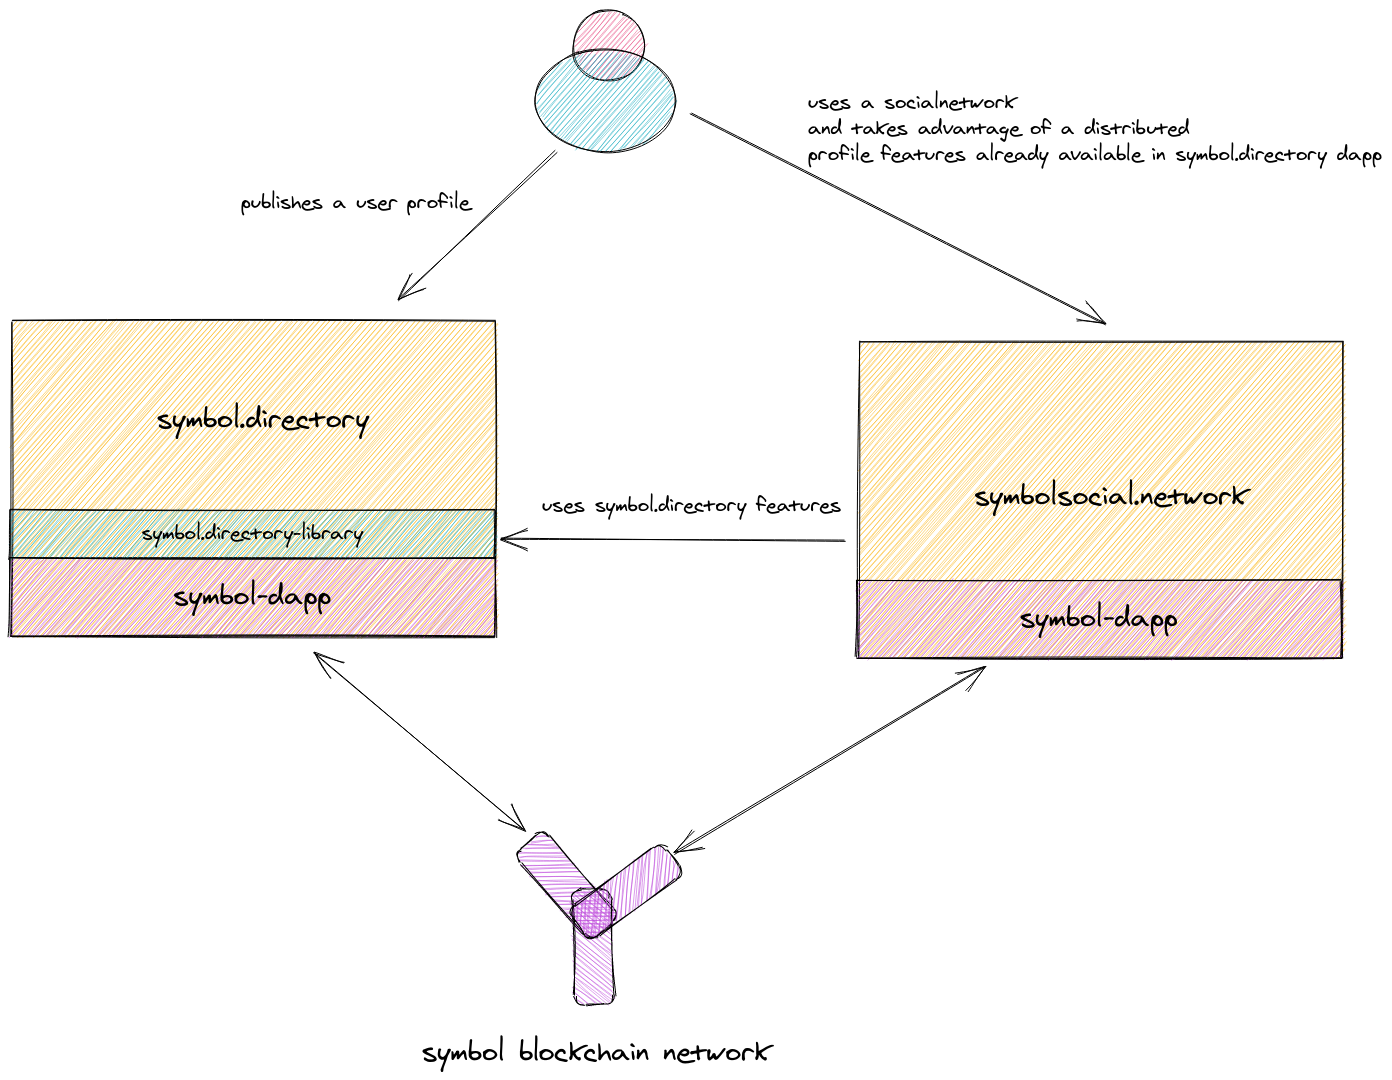 uses a socialnetwork
and takes advantage of a distributed
profile features already available in symbol.directory dapp
publishes a user profile
symbol.directory
symbolsocial.network
uses symbol.directory features
symbol.directory-library
symbol-dapp
symbol-dapp
symbol blockchain network